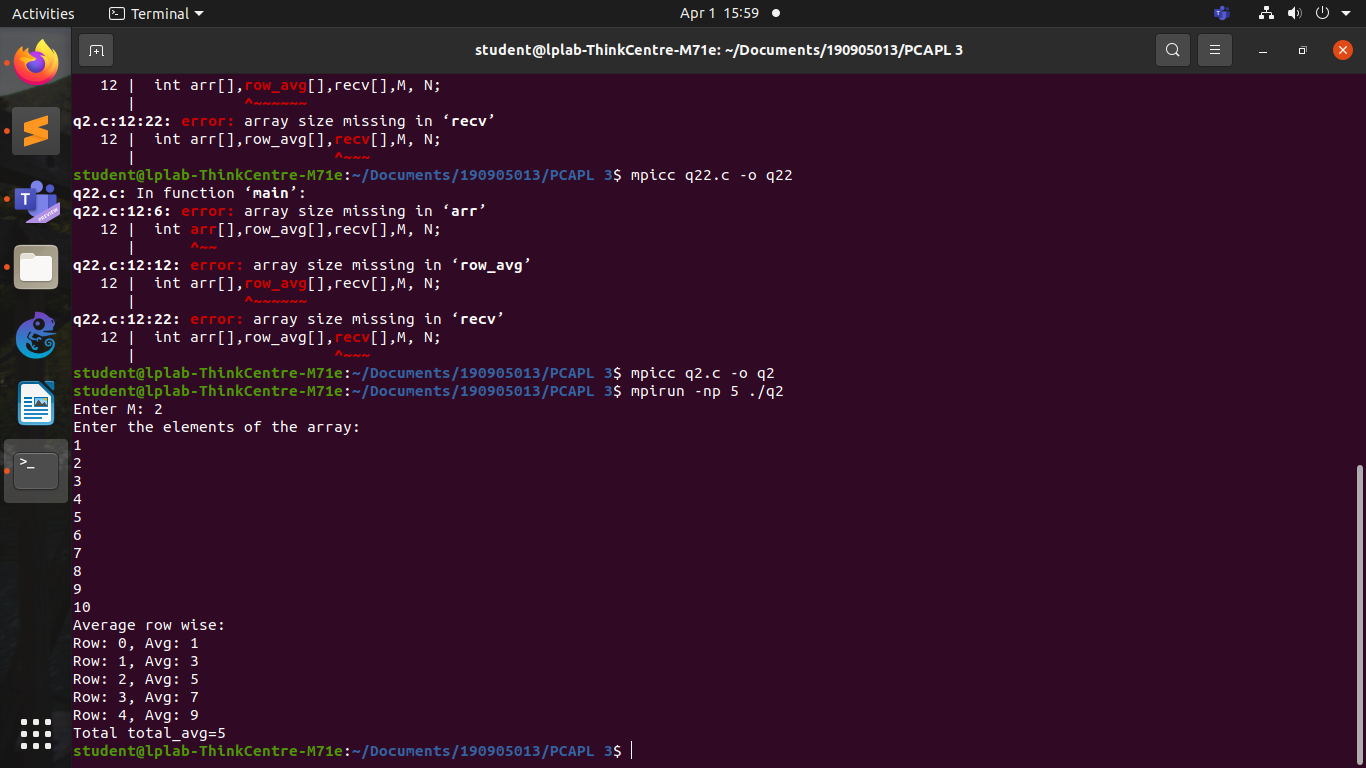 Activities Terminal Apr 1 15:59
student@lplab-ThinkCentre-M71e: ~/Documents/190905013/PCAPL 3
12 | int arr[],row_avg[],recv[],M, N;
| ^~~~~~~
q2.c:12:22: error: array size missing in ‘recv’
12 | int arr[],row_avg[],recv[],M, N;
| ^~~~
student@lplab-ThinkCentre-M71e:~/Documents/190905013/PCAPL 3$ mpicc q22.c -o q22
q22.c: In function ‘main’:
q22.c:12:6: error: array size missing in ‘arr’
12 | int arr[],row_avg[],recv[],M, N;
| ^~~
q22.c:12:12: error: array size missing in ‘row_avg’
12 | int arr[],row_avg[],recv[],M, N;
| ^~~~~~~
q22.c:12:22: error: array size missing in ‘recv’
12 | int arr[],row_avg[],recv[],M, N;
| ^~~~
student@lplab-ThinkCentre-M71e:~/Documents/190905013/PCAPL 3$ mpicc q2.c -o q2
student@lplab-ThinkCentre-M71e:~/Documents/190905013/PCAPL 3$ mpirun -np 5 ./q2
Enter M: 2
Enter the elements of the array:
1
2
3
4
5
6
7
8
9
10
Average row wise:
Row: 0, Avg: 1
Row: 1, Avg: 3
Row: 2, Avg: 5
Row: 3, Avg: 7
Row: 4, Avg: 9
Total total_avg=5
student@lplab-ThinkCentre-M71e:~/Documents/190905013/PCAPL 3$